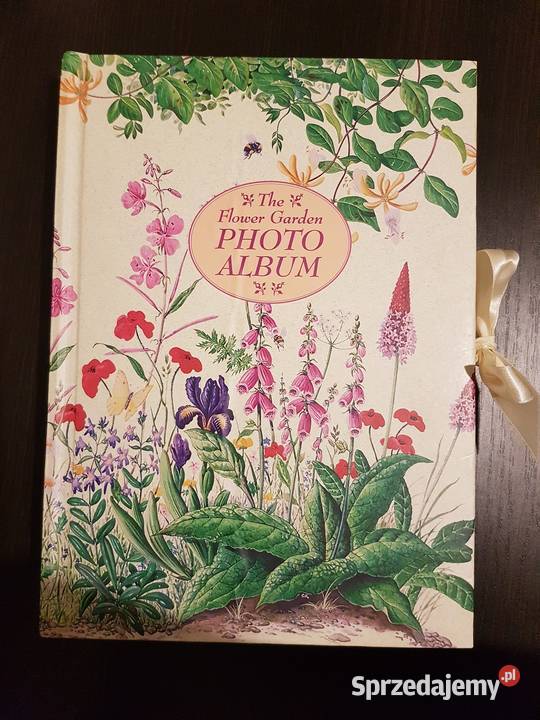 The
Flower Garden
PHOTO
ALBUM
Sprzedajemy.pl